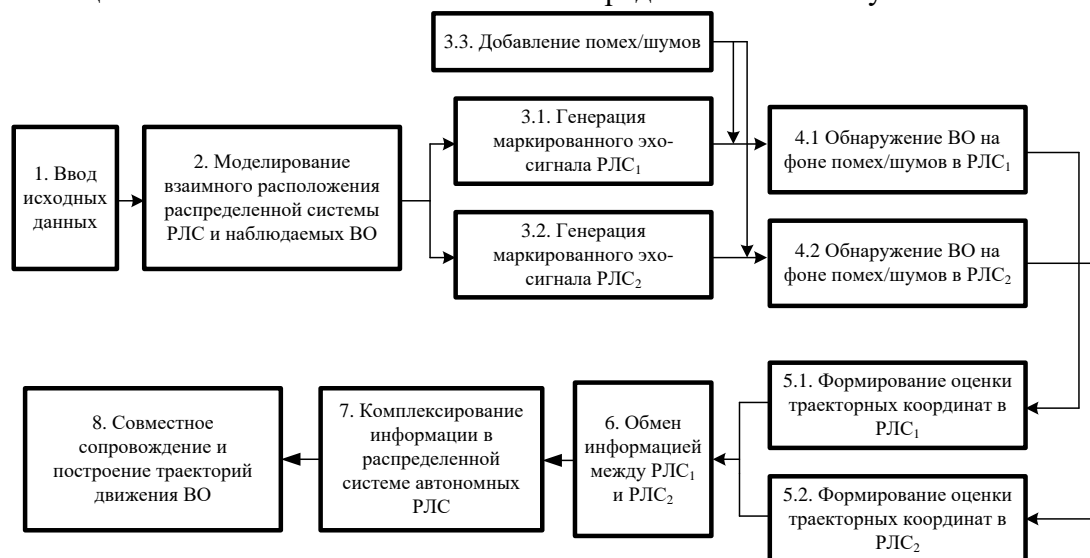 3.3. Добавление помех/шумов
1. Ввод
исходных
данных
2. Моделирование
взаимного расположения
распределенной системы
РЛС и наблюдаемых ВО
3.1. Генерация
маркированного эхо-
сигнала РЛС₁
3.2. Генерация
маркированного эхо-
сигнала РЛС₂
4.1 Обнаружение ВО на
фоне помех/шумов в РЛС₁
4.2 Обнаружение ВО на
фоне помех/шумов в РЛС₂
5.1. Формирование оценки
траекторных координат в
РЛС₁
5.2. Формирование оценки
траекторных координат в
РЛС₂
6. Обмен
информацией
между РЛС₁
и РЛС₂
7. Комплексирование
информации в
распределенной
системе автономных
РЛС
8. Совместное
сопровождение и
построение траекторий
движения ВО